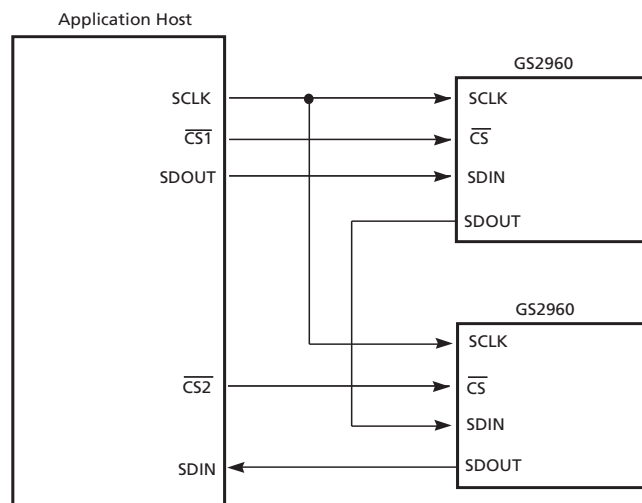 Application Host
SCLK
CS1
SDOUT
CS2
SDIN
GS2960
SCLK
CS
SDIN
SDOUT
GS2960
SCLK
CS
SDIN
SDOUT